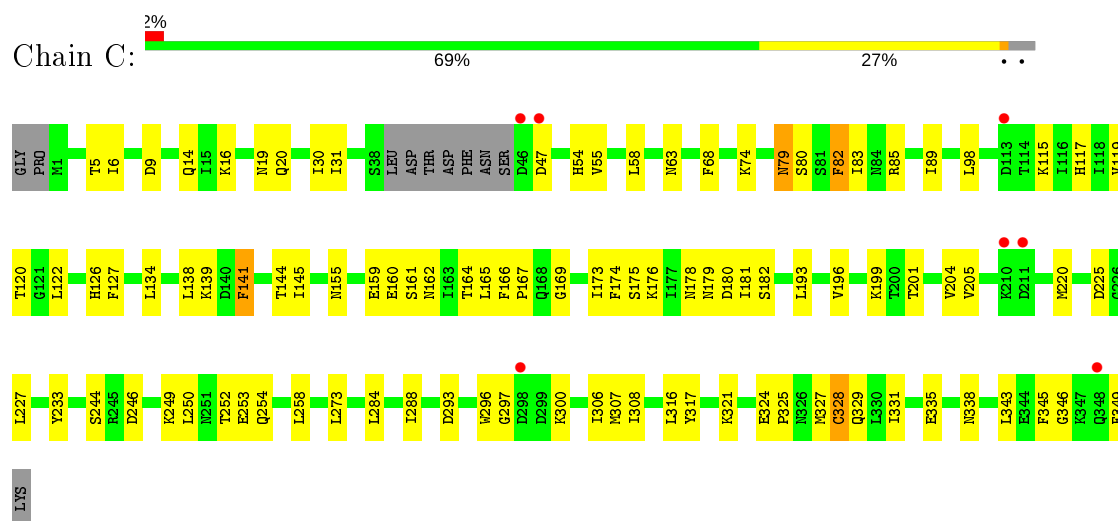 2%
Chain C:
69% 27% • •
GLY PRO M1 T5 I6 D9 Q14 I15 K16 N19 Q20 I30 I31 S38 LEU ASP THR ASP PHE ASN SER D46 D47 H54 V55 L58 N63 F68 K74 N79 S80 S81 F82 I83 N84 R85 I89 L98 D113 T114 K115 I116 H117 I118 V119
T120 G121 L122 H126 F127 L134 L138 K139 D140 F141 T144 I145 N155 E159 E160 S161 N162 I163 T164 L165 F166 P167 Q168 G169 I173 F174 S175 K176 I177 N178 N179 D180 I181 S182 L193 V196 K199 T200 T201 V204 V205 K210 D211 M220 D225 G226
L227 Y233 S244 R245 D246 K249 L250 N251 T252 E253 Q254 L258 L273 L284 I288 D293 W296 G297 D298 D299 K300 I306 M307 I308 L316 Y317 K321 E324 P325 N326 M327 C328 Q329 L330 I331 E335 N338 L343 E344 F345 G346 K347 Q348
LYS